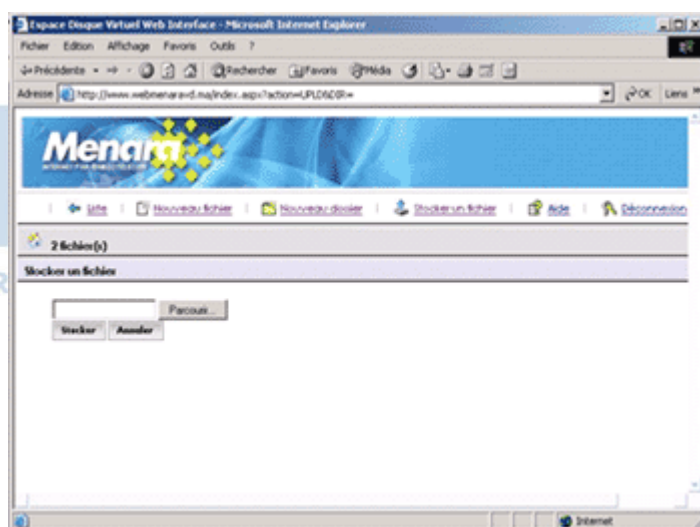 Espace Disque Virtuel Web Interface - Microsoft Internet Explorer
Fichier Edition Affichage Favoris Outils ?
Précédente Rechercher Favoris Média
Adresse http://www.webmenaravd.ma/index.aspx?action=UPLD&DIR= OK Liens »
Menara
Liste Nouveau fichier Nouveau dossier Stocker un fichier Aide Déconnexion
2 fichier(s)
Stocker un fichier
Parcourir...
Stocker Annuler
Internet